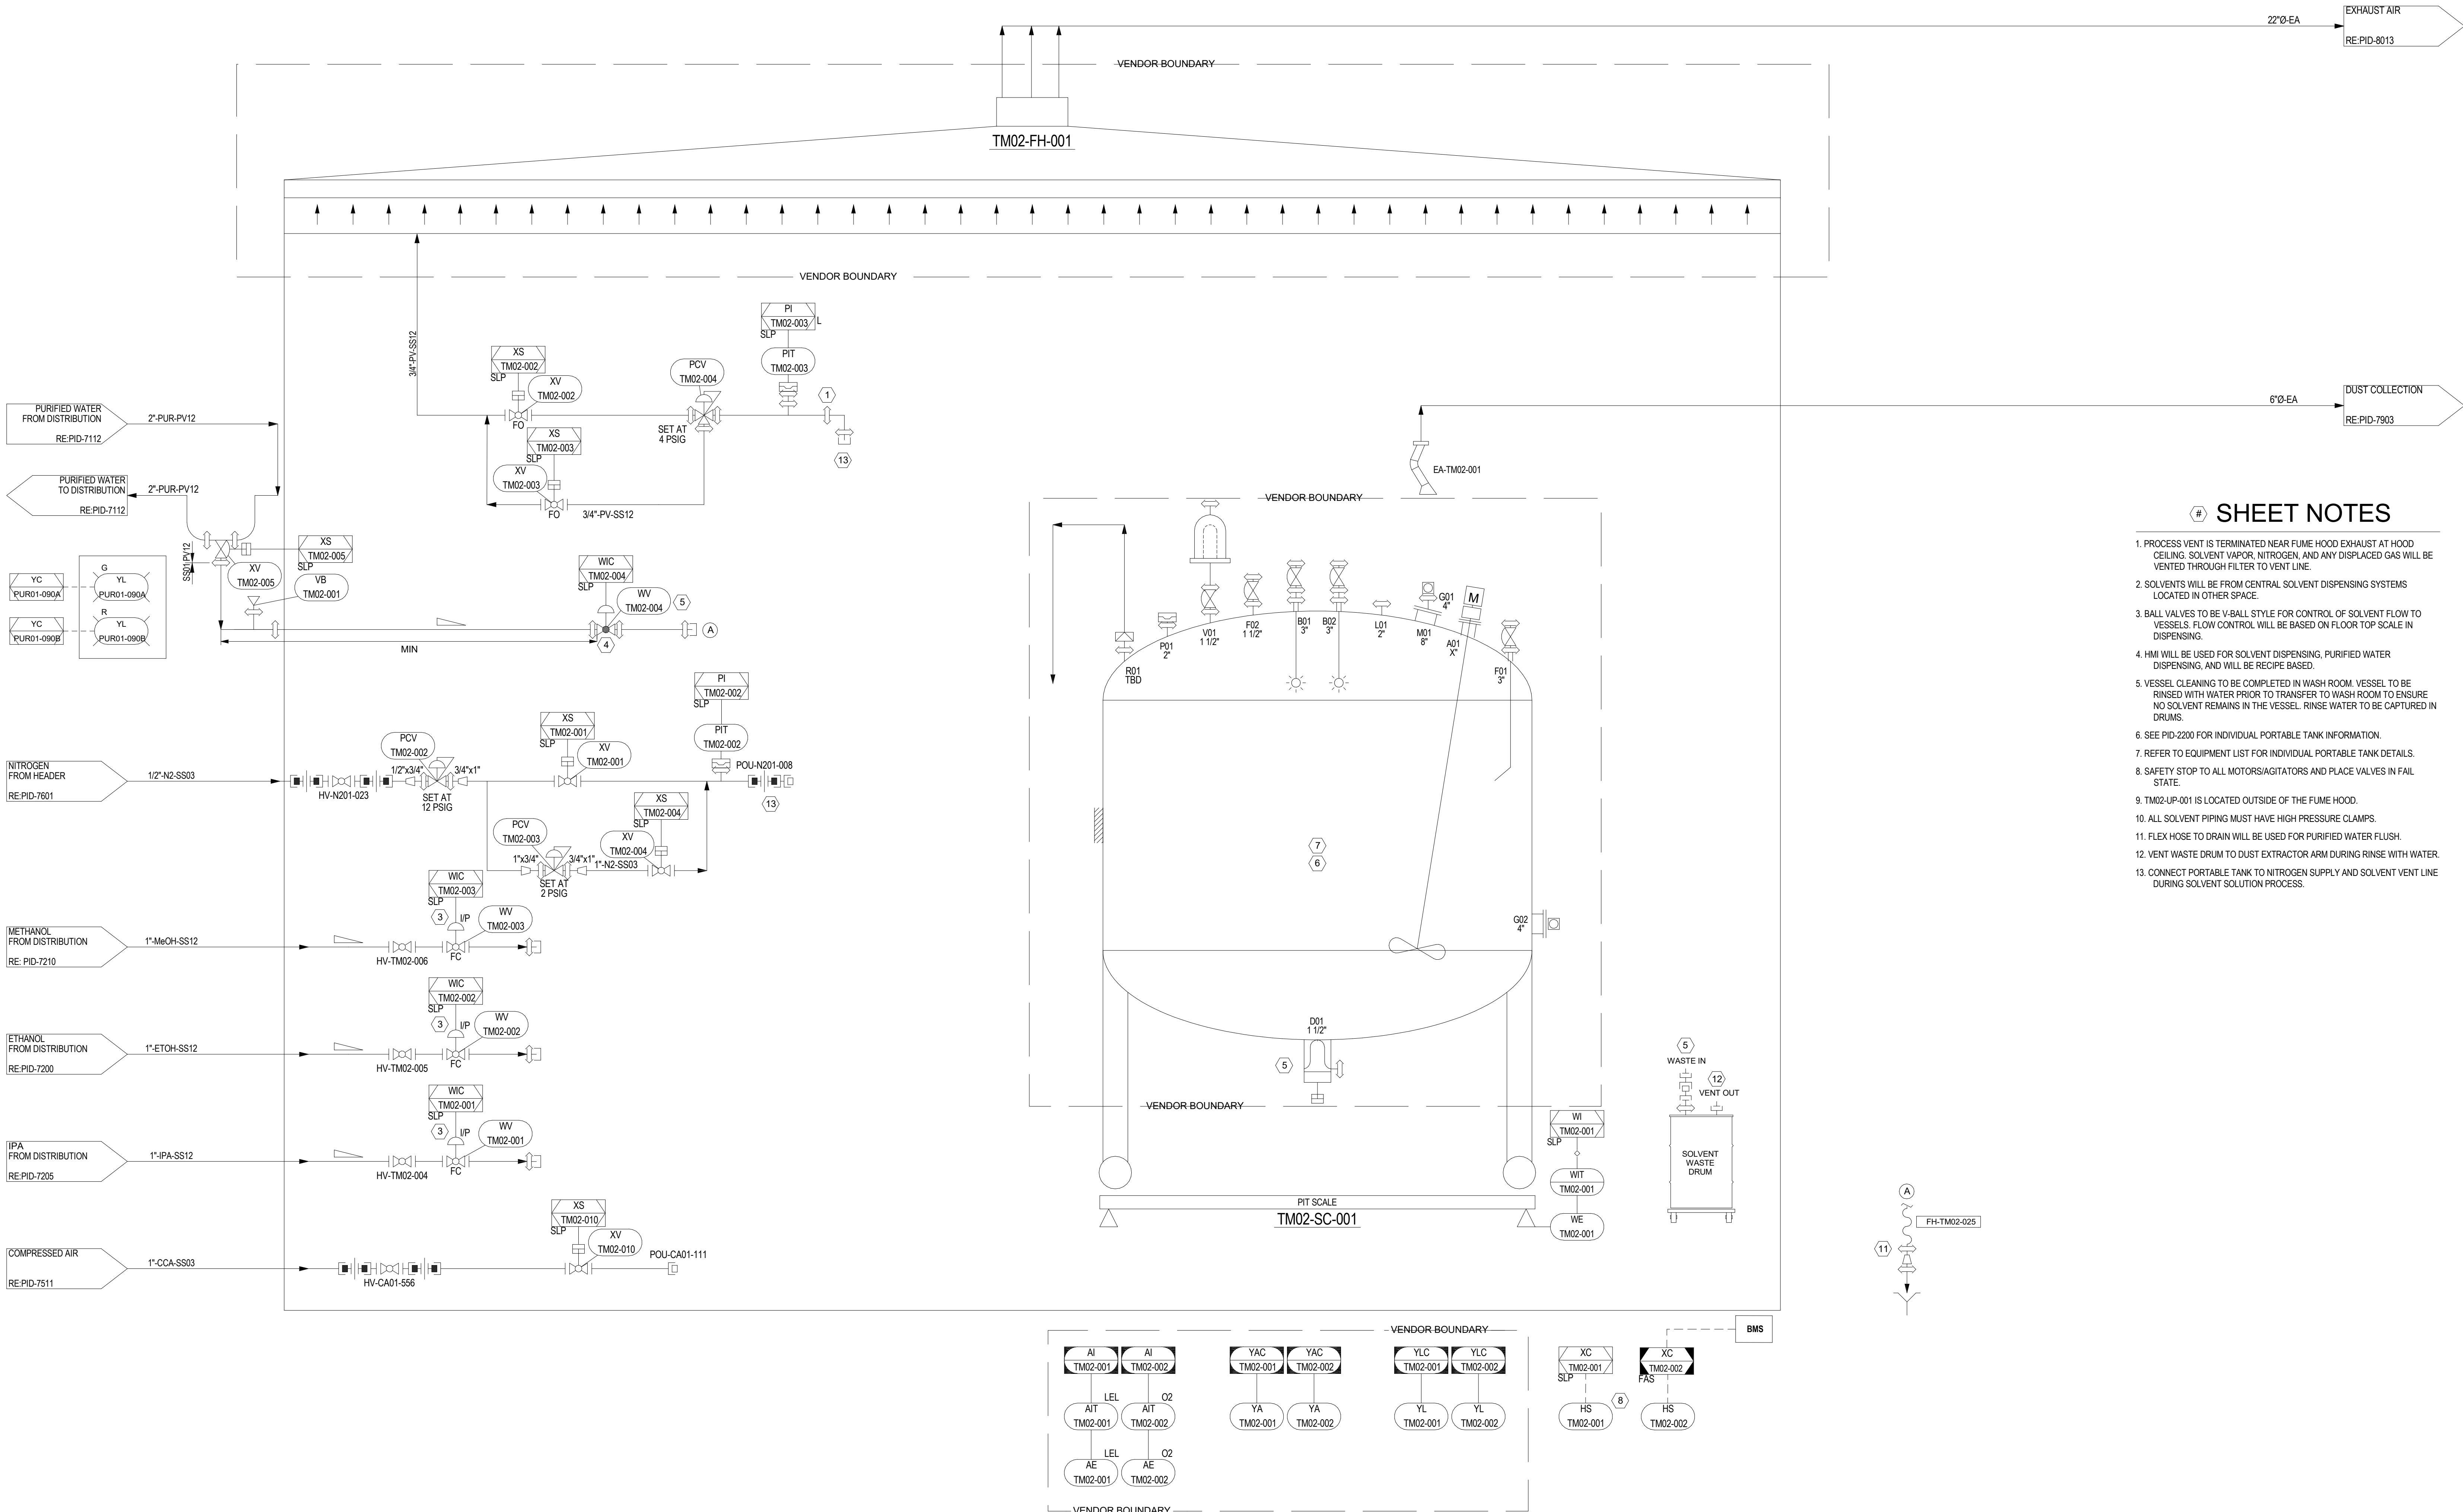 EXHAUST AIR
22"Ø-EA
RE:PID-8013
VENDOR BOUNDARY
TM02-FH-001
VENDOR BOUNDARY
3/4"-PV-SS12
PI
TM02-003
L
SLP
PIT
TM02-003
XS
TM02-002
SLP
XV
TM02-002
FO
PCV
TM02-004
SET AT
4 PSIG
1
13
XS
TM02-003
SLP
XV
TM02-003
FO
3/4"-PV-SS12
PURIFIED WATER
FROM DISTRIBUTION
RE:PID-7112
2"-PUR-PV12
PURIFIED WATER
TO DISTRIBUTION
RE:PID-7112
2"-PUR-PV12
SS01
PV12
XS
TM02-005
SLP
XV
TM02-005
VB
TM02-001
YC
PUR01-090A
G
YL
PUR01-090A
YC
PUR01-090B
R
YL
PUR01-090B
WIC
TM02-004
SLP
WV
TM02-004
5
4
A
MIN
PI
TM02-002
SLP
PIT
TM02-002
POU-N201-008
13
NITROGEN
FROM HEADER
RE:PID-7601
1/2"-N2-SS03
HV-N201-023
PCV
TM02-002
1/2"x3/4"
3/4"x1"
SET AT
12 PSIG
XS
TM02-001
SLP
XV
TM02-001
PCV
TM02-003
1"x3/4"
3/4"x1"
SET AT
2 PSIG
1"-N2-SS03
XS
TM02-004
SLP
XV
TM02-004
METHANOL
FROM DISTRIBUTION
RE: PID-7210
1"-MeOH-SS12
HV-TM02-006
WIC
TM02-003
SLP
3
I/P
WV
TM02-003
FC
ETHANOL
FROM DISTRIBUTION
RE:PID-7200
1"-ETOH-SS12
HV-TM02-005
WIC
TM02-002
SLP
3
I/P
WV
TM02-002
FC
IPA
FROM DISTRIBUTION
RE:PID-7205
1"-IPA-SS12
HV-TM02-004
WIC
TM02-001
SLP
3
I/P
WV
TM02-001
FC
COMPRESSED AIR
RE:PID-7511
1"-CCA-SS03
HV-CA01-556
XS
TM02-010
SLP
XV
TM02-010
POU-CA01-111
DUST COLLECTION
6"Ø-EA
RE:PID-7903
EA-TM02-001
VENDOR BOUNDARY
R01
TBD
P01
2"
V01
1 1/2"
F02
1 1/2"
B01
3"
B02
3"
L01
2"
G01
4"
M01
8"
M
A01
X"
F01
3"
7
6
G02
4"
D01
1 1/2"
5
VENDOR BOUNDARY
PIT SCALE
TM02-SC-001
WI
TM02-001
SLP
WIT
TM02-001
WE
TM02-001
5
WASTE IN
12
VENT OUT
SOLVENT
WASTE
DRUM
A
FH-TM02-025
11
VENDOR BOUNDARY
AI
TM02-001
AI
TM02-002
LEL
O2
AIT
TM02-001
AIT
TM02-002
LEL
O2
AE
TM02-001
AE
TM02-002
YAC
TM02-001
YAC
TM02-002
YA
TM02-001
YA
TM02-002
YLC
TM02-001
YLC
TM02-002
YL
TM02-001
YL
TM02-002
VENDOR BOUNDARY
XC
TM02-001
SLP
8
HS
TM02-001
XC
TM02-002
FAS
HS
TM02-002
BMS
# SHEET NOTES
1. PROCESS VENT IS TERMINATED NEAR FUME HOOD EXHAUST AT HOOD
CEILING. SOLVENT VAPOR, NITROGEN, AND ANY DISPLACED GAS WILL BE
VENTED THROUGH FILTER TO VENT LINE.
2. SOLVENTS WILL BE FROM CENTRAL SOLVENT DISPENSING SYSTEMS
LOCATED IN OTHER SPACE.
3. BALL VALVES TO BE V-BALL STYLE FOR CONTROL OF SOLVENT FLOW TO
VESSELS. FLOW CONTROL WILL BE BASED ON FLOOR TOP SCALE IN
DISPENSING.
4. HMI WILL BE USED FOR SOLVENT DISPENSING, PURIFIED WATER
DISPENSING, AND WILL BE RECIPE BASED.
5. VESSEL CLEANING TO BE COMPLETED IN WASH ROOM. VESSEL TO BE
RINSED WITH WATER PRIOR TO TRANSFER TO WASH ROOM TO ENSURE
NO SOLVENT REMAINS IN THE VESSEL. RINSE WATER TO BE CAPTURED IN
DRUMS.
6. SEE PID-2200 FOR INDIVIDUAL PORTABLE TANK INFORMATION.
7. REFER TO EQUIPMENT LIST FOR INDIVIDUAL PORTABLE TANK DETAILS.
8. SAFETY STOP TO ALL MOTORS/AGITATORS AND PLACE VALVES IN FAIL
STATE.
9. TM02-UP-001 IS LOCATED OUTSIDE OF THE FUME HOOD.
10. ALL SOLVENT PIPING MUST HAVE HIGH PRESSURE CLAMPS.
11. FLEX HOSE TO DRAIN WILL BE USED FOR PURIFIED WATER FLUSH.
12. VENT WASTE DRUM TO DUST EXTRACTOR ARM DURING RINSE WITH WATER.
13. CONNECT PORTABLE TANK TO NITROGEN SUPPLY AND SOLVENT VENT LINE
DURING SOLVENT SOLUTION PROCESS.